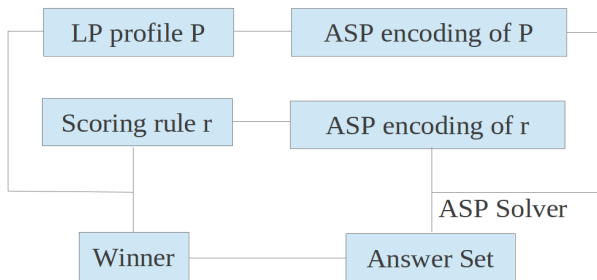 LP profile P
ASP encoding of P
Scoring rule r
ASP encoding of r
ASP Solver
Winner
Answer Set